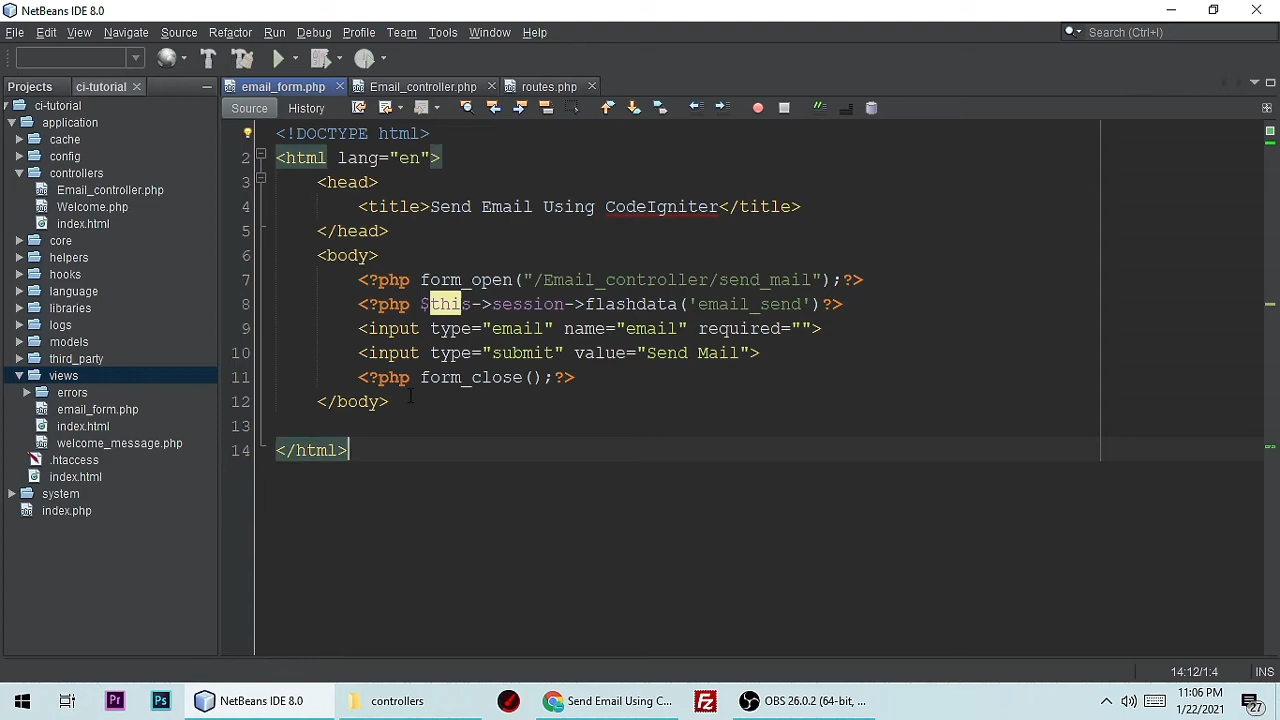 NetBeans IDE 8.0
File Edit View Navigate Source Refactor Run Debug Profile Team Tools Window Help
Search (Ctrl+I)
Projects ci-tutorial
email_form.php Email_controller.php routes.php
Source History
ci-tutorial
application
cache
config
controllers
Email_controller.php
Welcome.php
index.html
core
helpers
hooks
language
libraries
logs
models
third_party
views
errors
email_form.php
index.html
welcome_message.php
.htaccess
index.html
system
index.php
<!DOCTYPE html>
2 <html lang="en">
3 <head>
4 <title>Send Email Using CodeIgniter</title>
5 </head>
6 <body>
7 <?php form_open("/Email_controller/send_mail");?>
8 <?php $this->session->flashdata('email_send')?>
9 <input type="email" name="email" required="">
10 <input type="submit" value="Send Mail">
11 <?php form_close();?>
12 </body>
13
14 </html>
14:12/1:4 INS
Pr Ps NetBeans IDE 8.0 controllers Send Email Using C... Fz OBS 26.0.2 (64-bit, ...
11:06 PM
1/22/2021
27